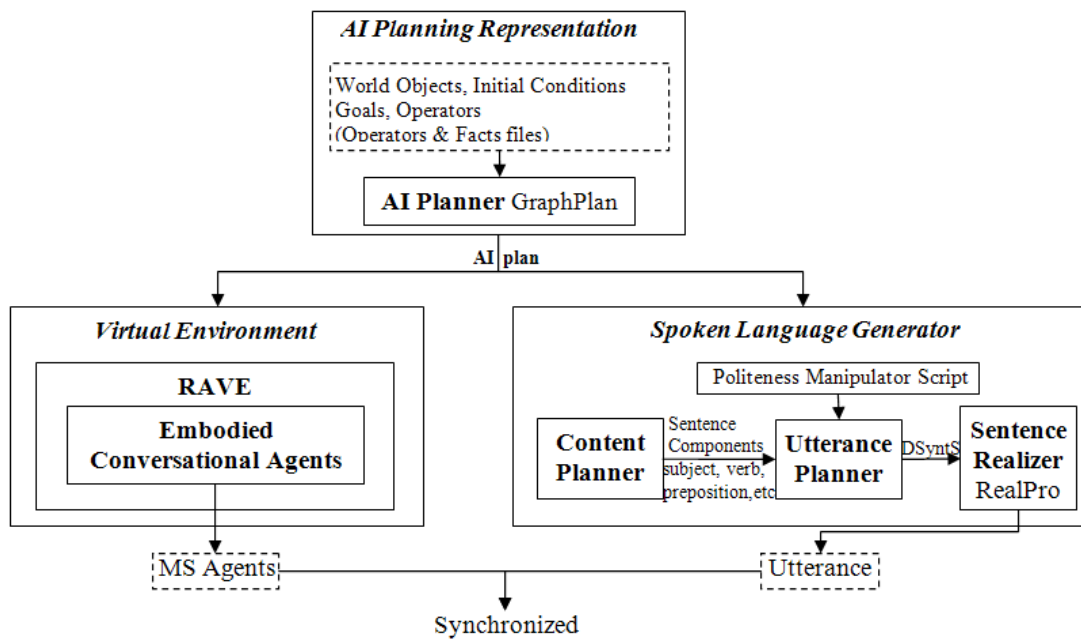 AI Planning Representation
World Objects, Initial Conditions
Goals, Operators
(Operators & Facts files)
AI Planner GraphPlan
AI plan
Virtual Environment
RAVE
Embodied
Conversational Agents
MS Agents
Spoken Language Generator
Politeness Manipulator Script
Content
Planner
Sentence
Components
subject, verb,
preposition,etc
Utterance
Planner
DSyntS
Sentence
Realizer
RealPro
Utterance
Synchronized